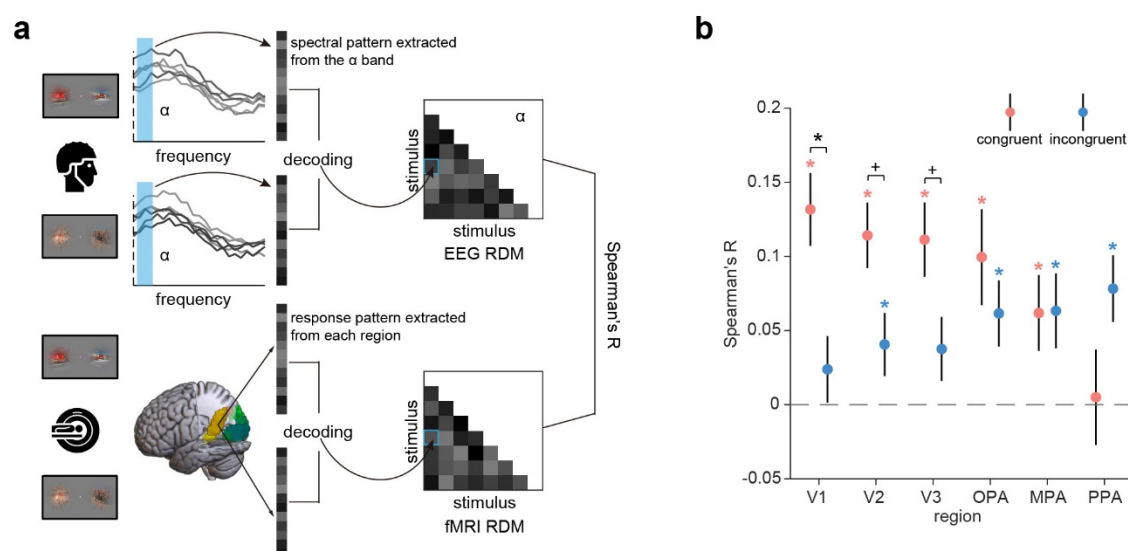 a
spectral pattern extracted
from the α band
α
frequency
decoding
α
stimulus
stimulus
EEG RDM
frequency
α
Spearman's R
response pattern extracted
from each region
decoding
stimulus
stimulus
fMRI RDM
b
congruent
incongruent
0.2
0.15
0.1
0.05
0
-0.05
Spearman's R
*
*
+
*
*
+
*
*
*
*
*
*
V1
V2
V3
OPA
MPA
PPA
region